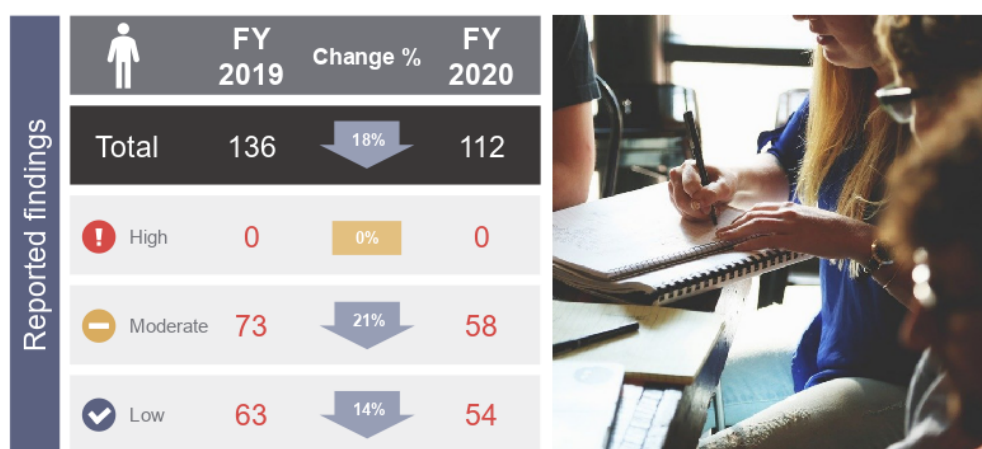 Reported findings
FY 2019 Change % FY 2020
Total 136 18% 112
High 0 0% 0
Moderate 73 21% 58
Low 63 14% 54